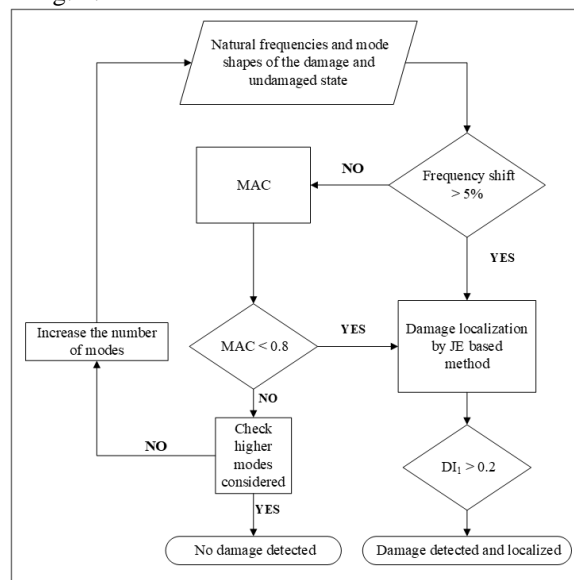 Natural frequencies and mode
shapes of the damage and
undamaged state
NO
MAC
Frequency shift
> 5%
YES
Increase the number
of modes
MAC < 0.8
YES
Damage localization
by JE based
method
NO
NO
Check
higher
modes
considered
DI₁ > 0.2
YES
No damage detected
Damage detected and localized